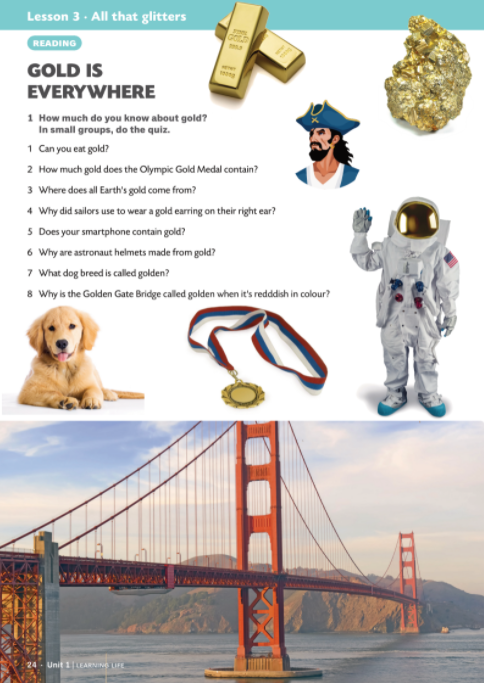 Lesson 3 · All that glitters
READING
GOLD IS
EVERYWHERE
1 How much do you know about gold?
In small groups, do the quiz.
1 Can you eat gold?
2 How much gold does the Olympic Gold Medal contain?
3 Where does all Earth's gold come from?
4 Why did sailors use to wear a gold earring on their right ear?
5 Does your smartphone contain gold?
6 Why are astronaut helmets made from gold?
7 What dog breed is called golden?
8 Why is the Golden Gate Bridge called golden when it's redddish in colour?
GOLD
24 · Unit 1 | LEARNING LIFE